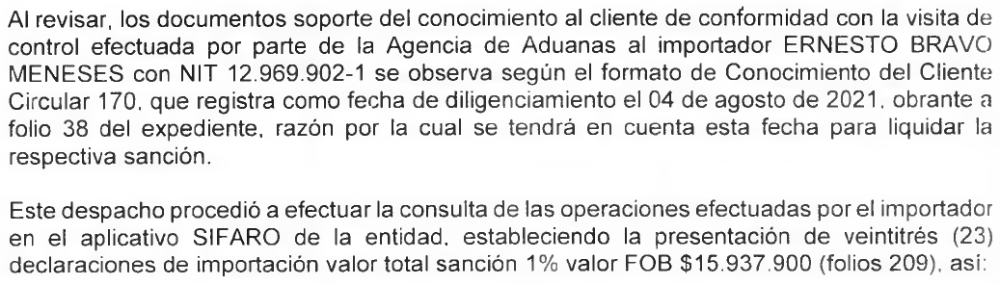 Al revisar, los documentos soporte del conocimiento al cliente de conformidad con la visita de
control efectuada por parte de la Agencia de Aduanas al importador ERNESTO BRAVO
MENESES con NIT 12.969.902-1 se observa según el formato de Conocimiento del Cliente
Circular 170, que registra como fecha de diligenciamiento el 04 de agosto de 2021, obrante a
folio 38 del expediente, razón por la cual se tendrá en cuenta esta fecha para liquidar la
respectiva sanción.

Este despacho procedió a efectuar la consulta de las operaciones efectuadas por el importador
en el aplicativo SIFARO de la entidad, estableciendo la presentación de veintitrés (23)
declaraciones de importación valor total sanción 1% valor FOB $15.937.900 (folios 209), así: